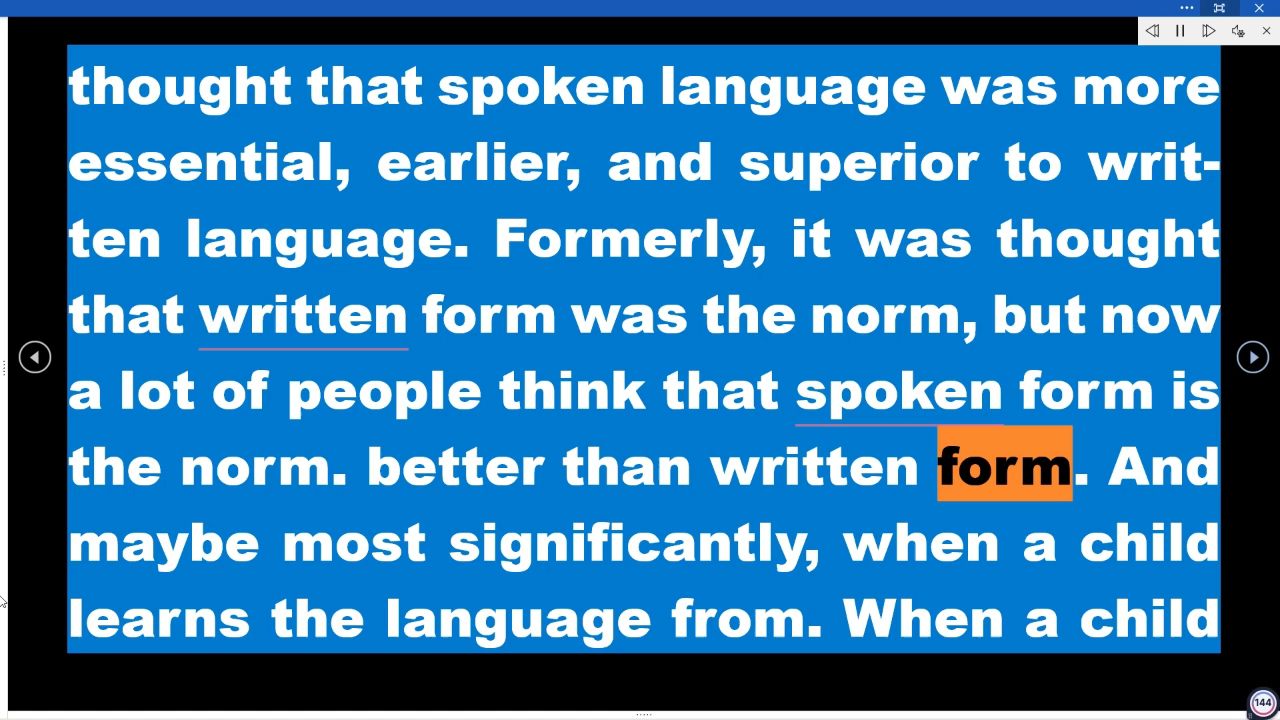 thought that spoken language was more
essential, earlier, and superior to writ-
ten language. Formerly, it was thought
that written form was the norm, but now
a lot of people think that spoken form is
the norm. better than written form. And
maybe most significantly, when a child
learns the language from. When a child
144